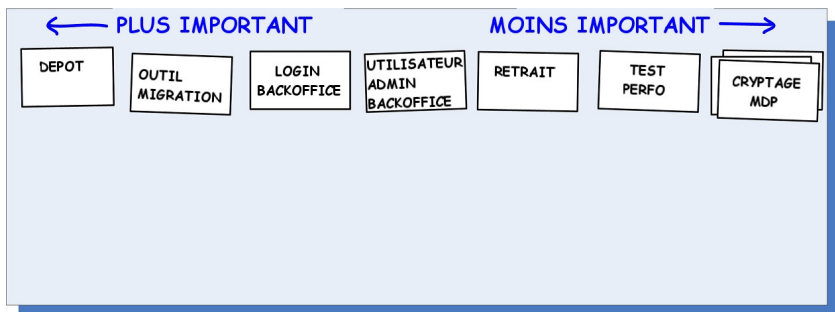 PLUS IMPORTANT
MOINS IMPORTANT
DEPOT
OUTIL
MIGRATION
LOGIN
BACKOFFICE
UTILISATEUR
ADMIN
BACKOFFICE
RETRAIT
TEST
PERFO
CRYPTAGE
MDP